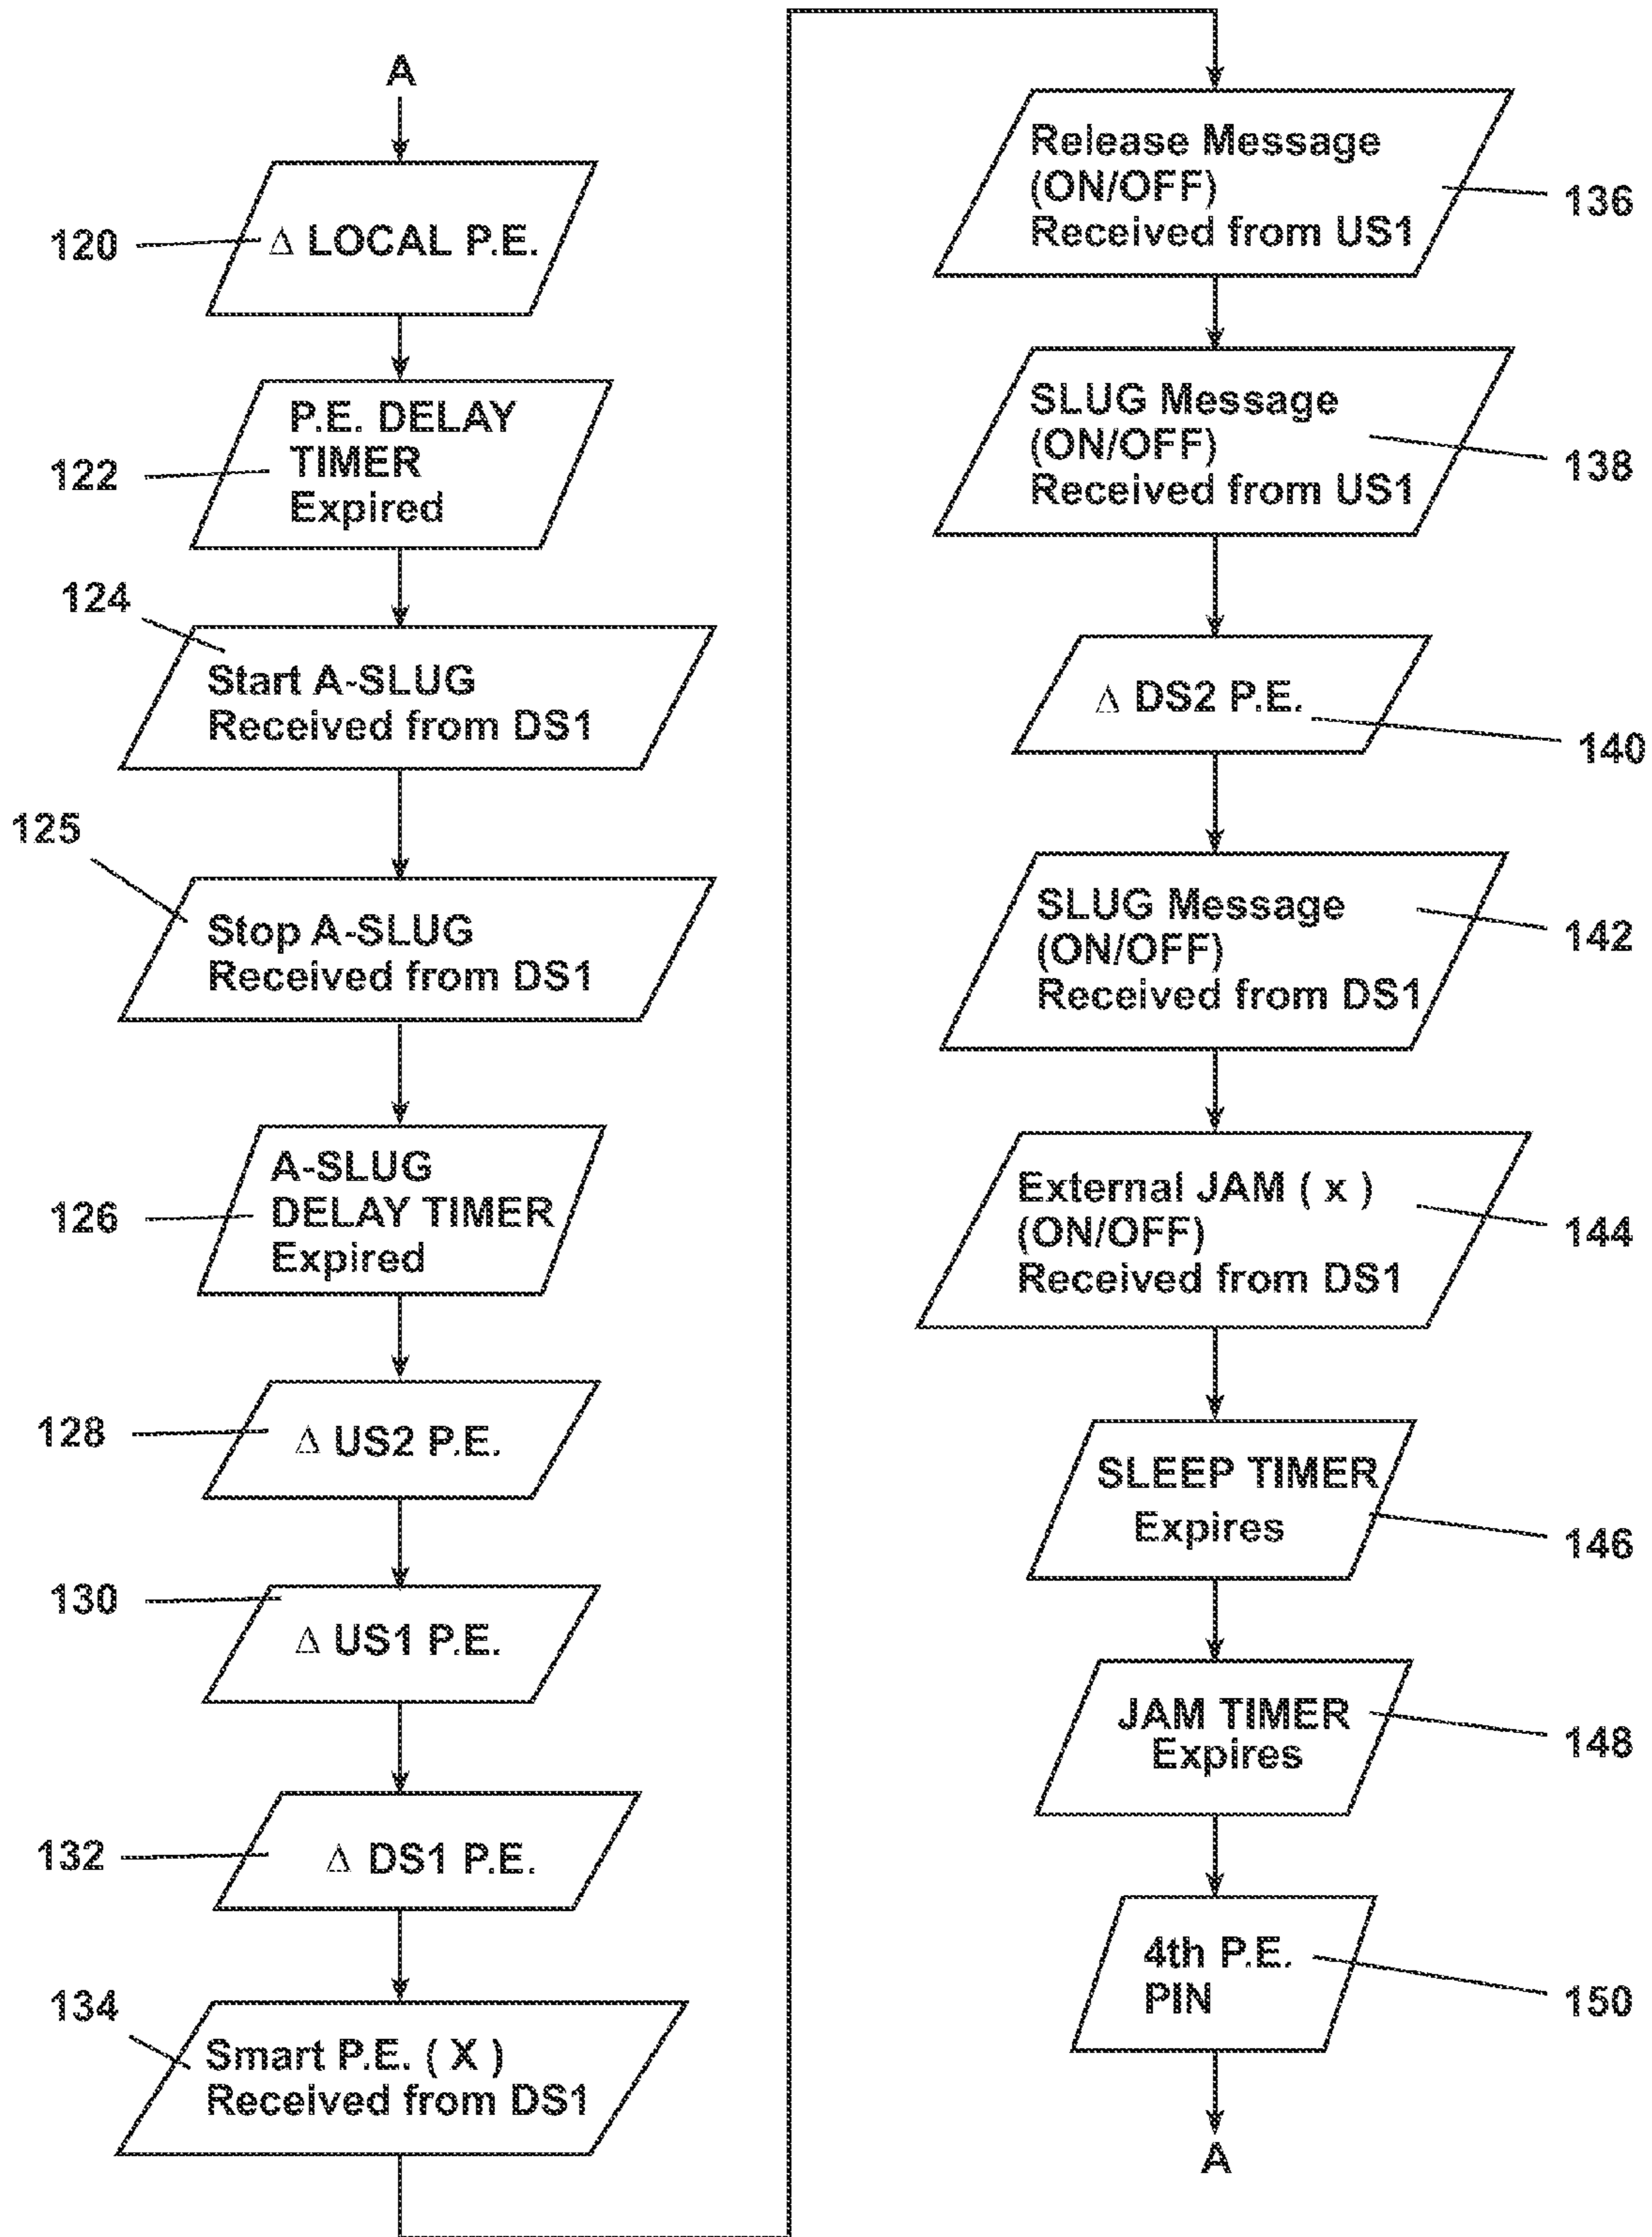 A
120
Δ LOCAL P.E.
122
P.E. DELAY
TIMER
Expired
124
Start A-SLUG
Received from DS1
125
Stop A-SLUG
Received from DS1
126
A-SLUG
DELAY TIMER
Expired
128
Δ US2 P.E.
130
Δ US1 P.E.
132
Δ DS1 P.E.
134
Smart P.E. ( X )
Received from DS1
Release Message
(ON/OFF)
Received from US1
136
SLUG Message
(ON/OFF)
Received from US1
138
Δ DS2 P.E.
140
SLUG Message
(ON/OFF)
Received from DS1
142
External JAM ( x )
(ON/OFF)
Received from DS1
144
SLEEP TIMER
Expires
146
JAM TIMER
Expires
148
4th P.E.
PIN
150
A